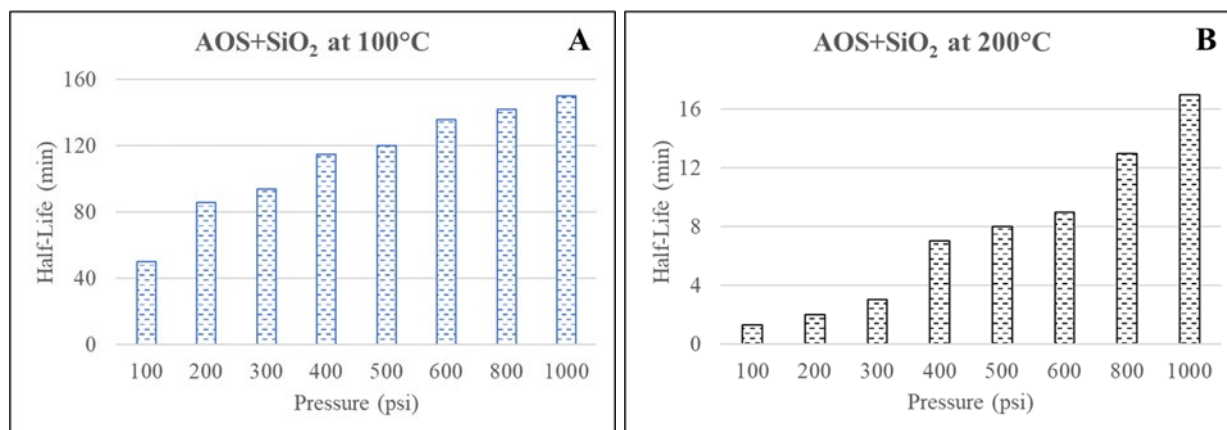 AOS+SiO₂ at 100°C
A
160
120
80
40
0
Half-Life (min)
100 200 300 400 500 600 800 1000
Pressure (psi)
AOS+SiO₂ at 200°C
B
16
12
8
4
0
Half-Life (min)
100 200 300 400 500 600 800 1000
Pressure (psi)